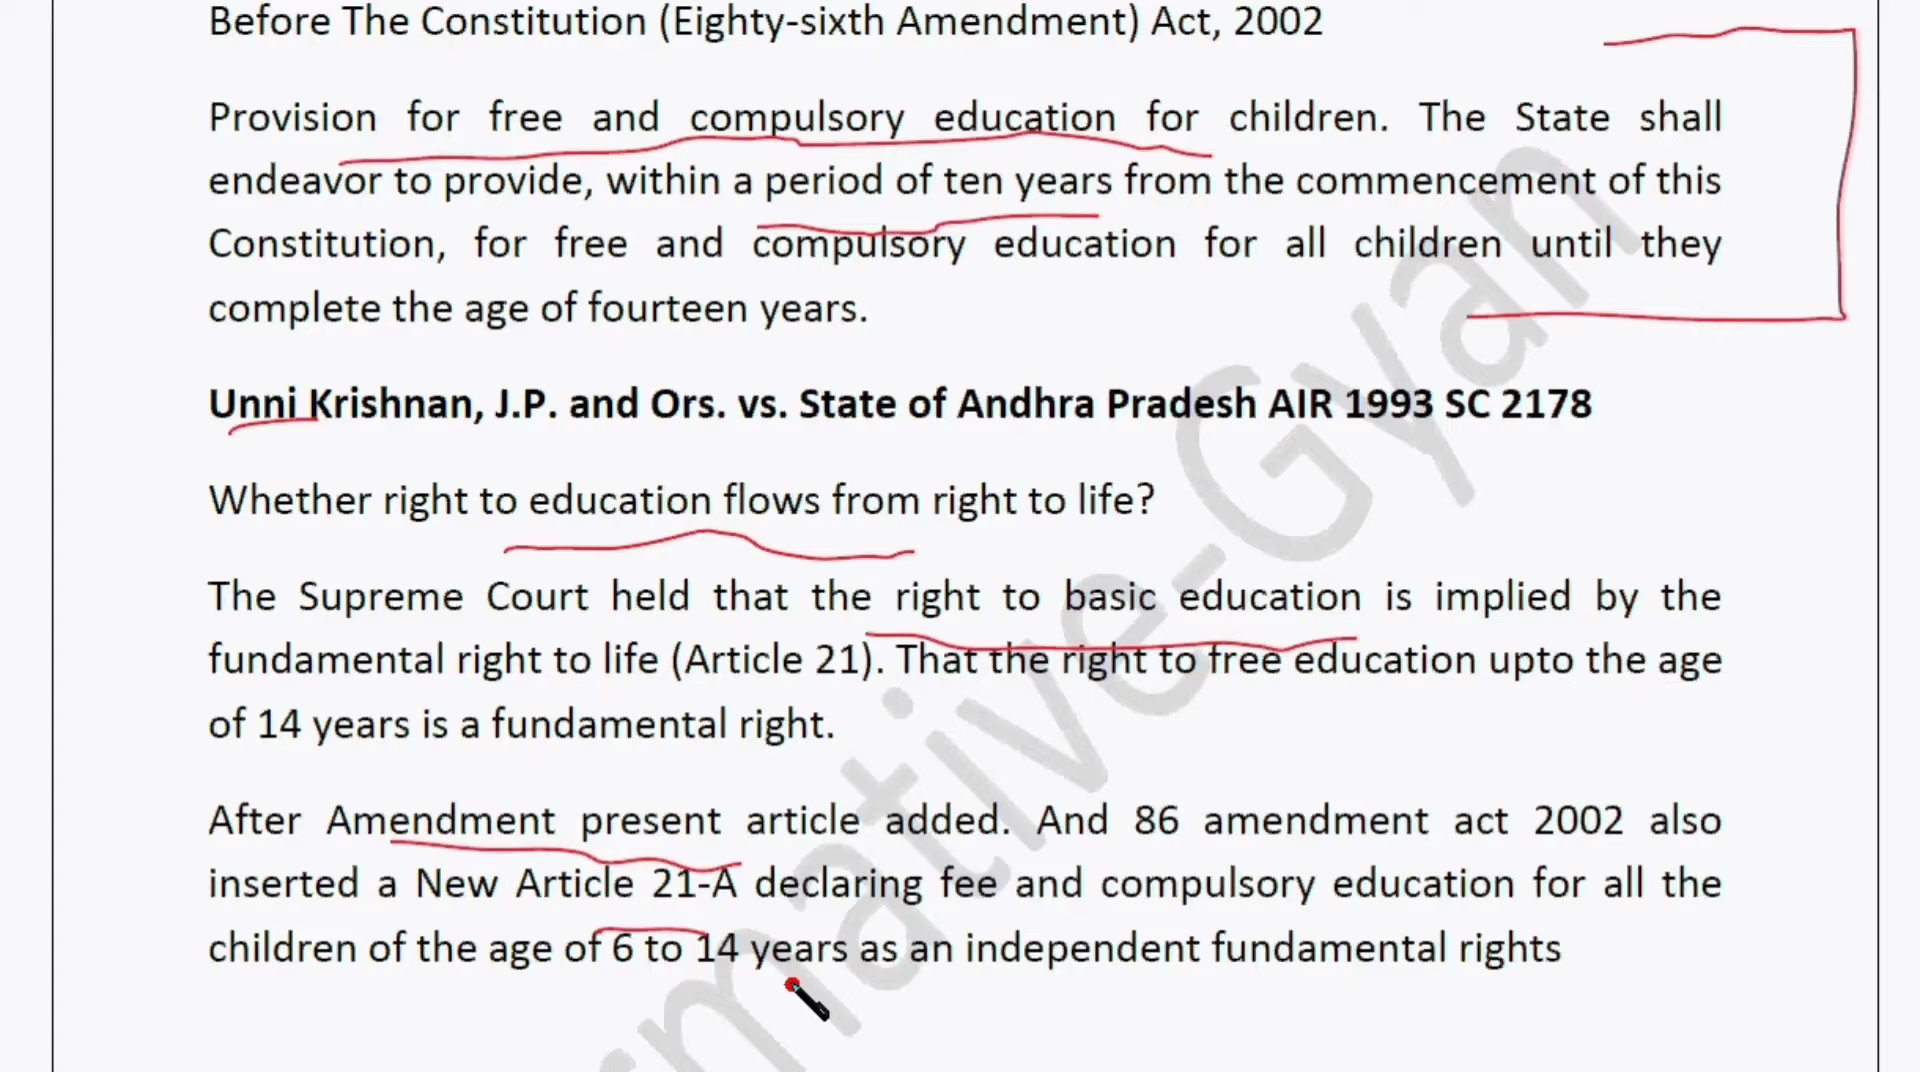 Before The Constitution (Eighty-sixth Amendment) Act, 2002
Provision for free and compulsory education for children. The State shall
endeavor to provide, within a period of ten years from the commencement of this
Constitution, for free and compulsory education for all children until they
complete the age of fourteen years.
Unni Krishnan, J.P. and Ors. vs. State of Andhra Pradesh AIR 1993 SC 2178
Whether right to education flows from right to life?
The Supreme Court held that the right to basic education is implied by the
fundamental right to life (Article 21). That the right to free education upto the age
of 14 years is a fundamental right.
After Amendment present article added. And 86 amendment act 2002 also
inserted a New Article 21-A declaring fee and compulsory education for all the
children of the age of 6 to 14 years as an independent fundamental rights
rmative-Gyan